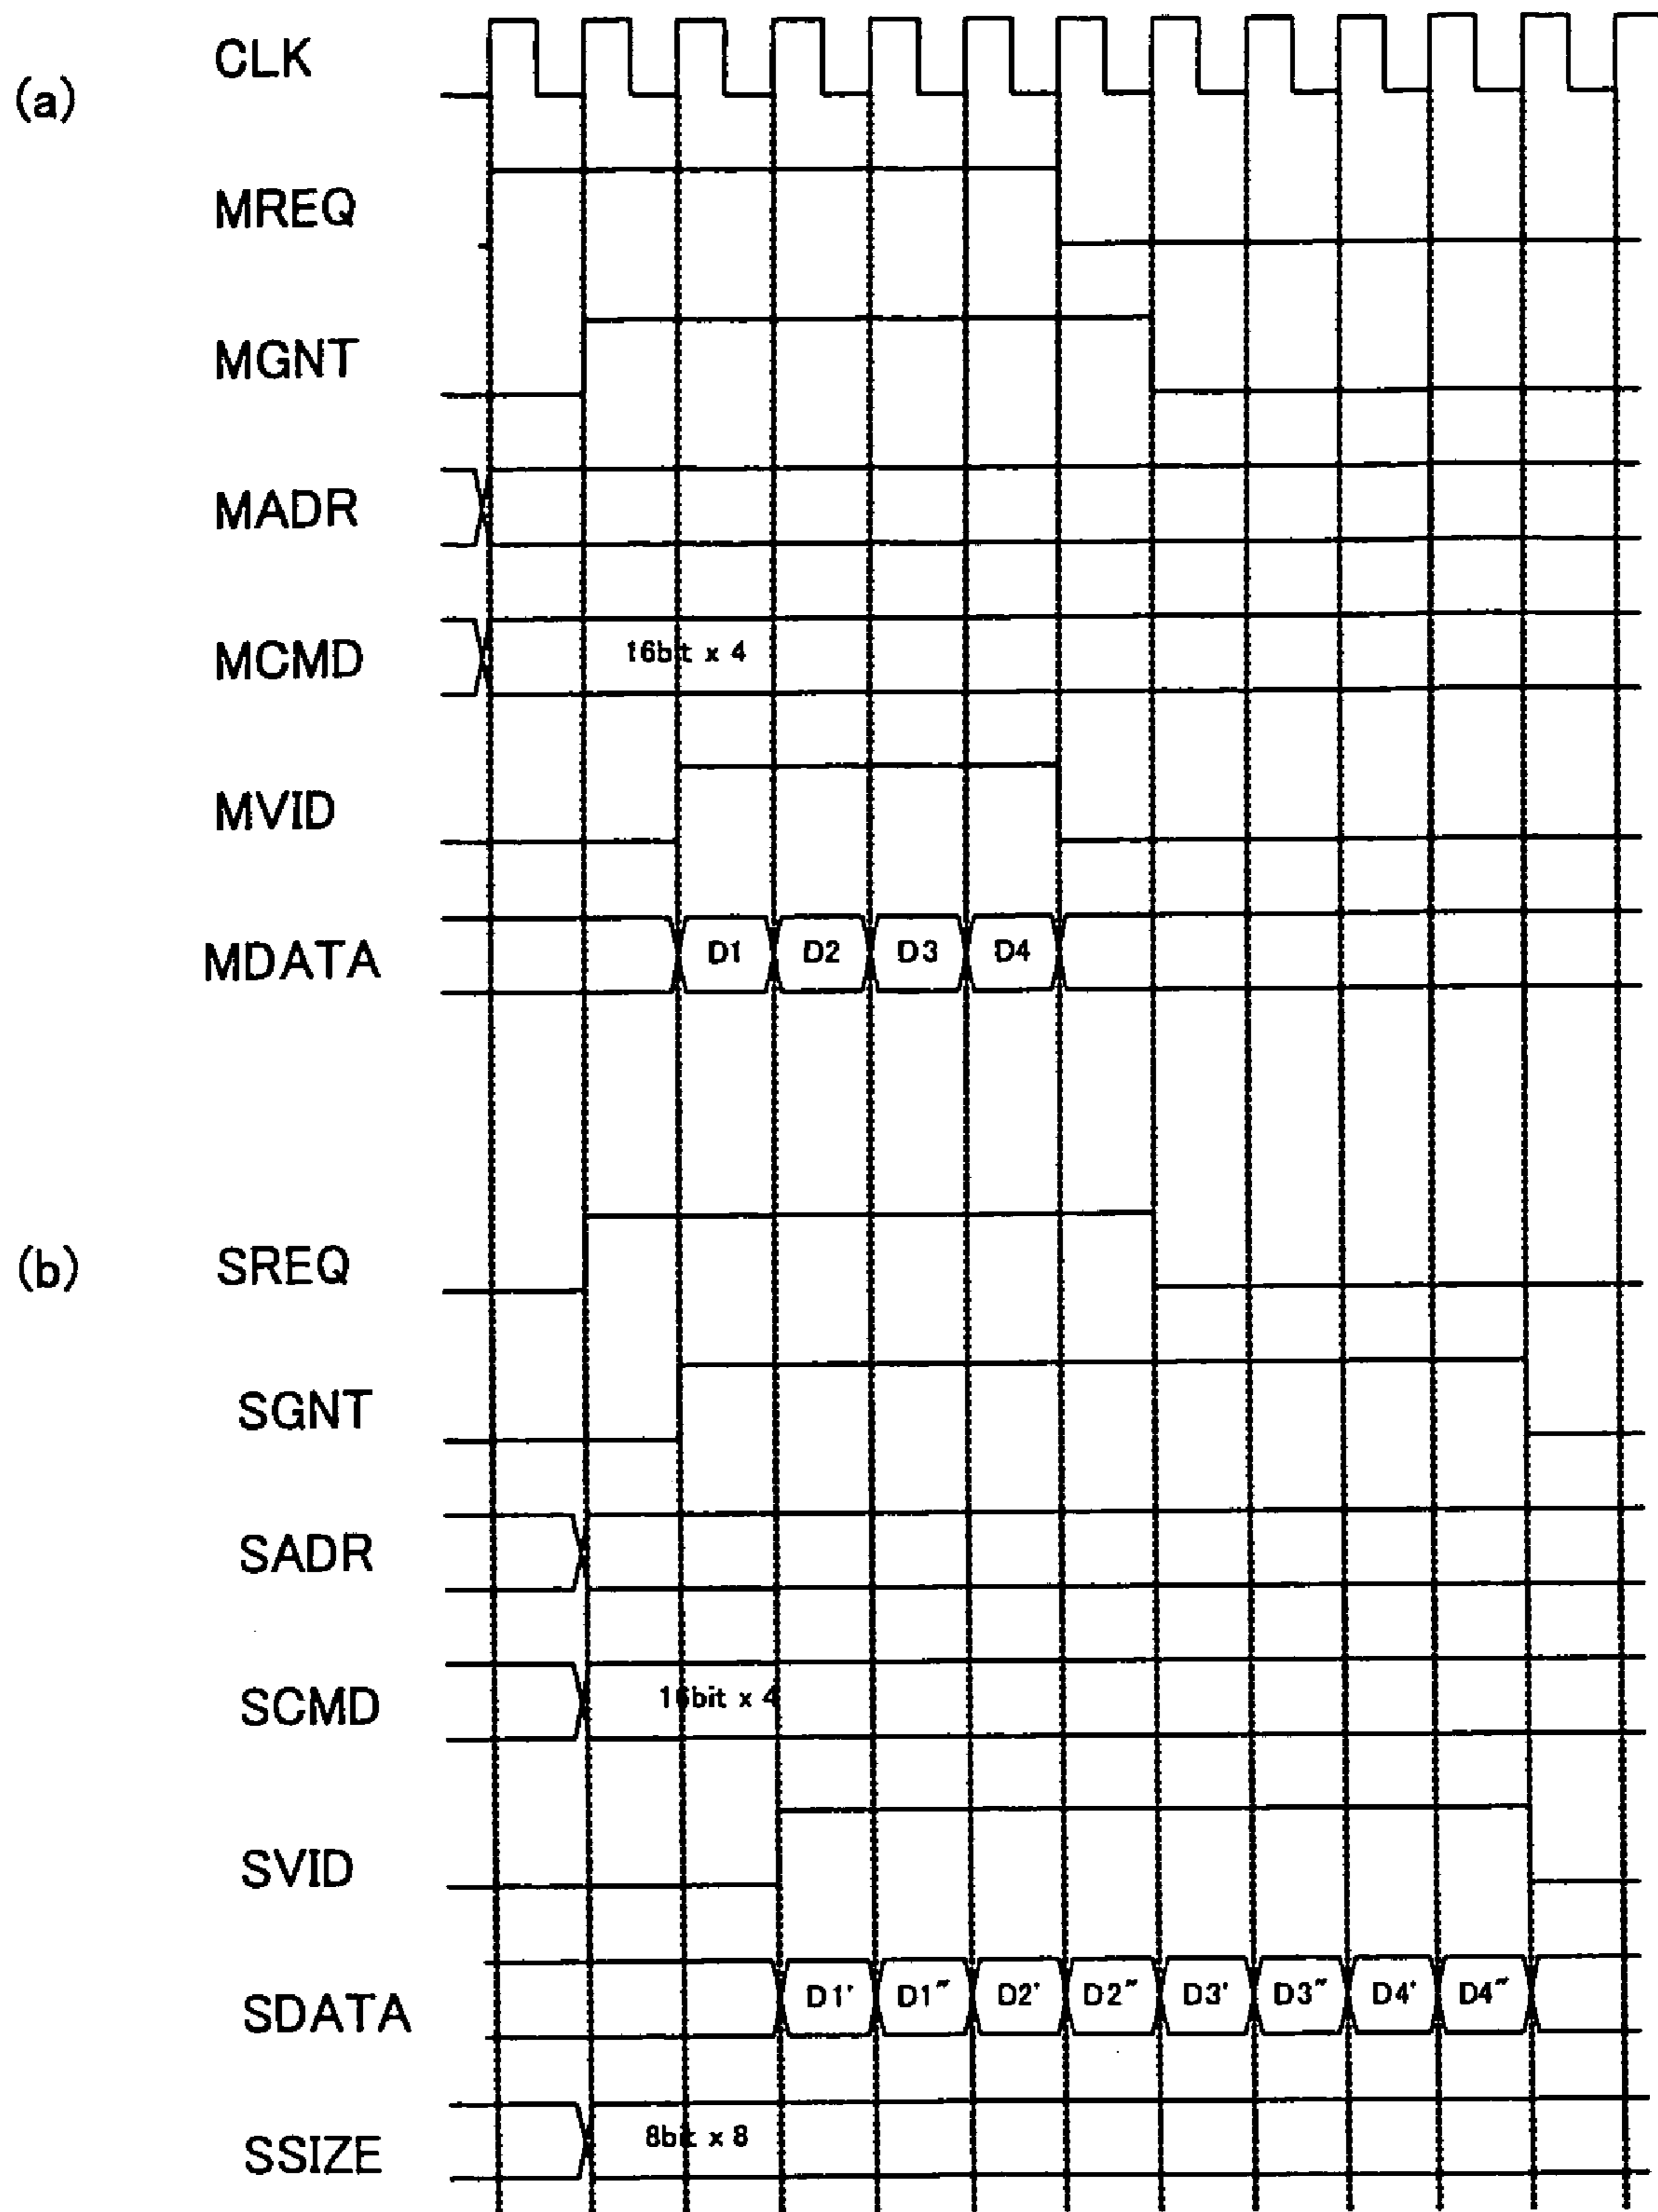 (a)
CLK
MREQ
MGNT
MADR
MCMD 16bit x 4
MVID
MDATA D1 D2 D3 D4
(b)
SREQ
SGNT
SADR
SCMD 16bit x 4
SVID
SDATA D1' D1" D2' D2" D3' D3" D4' D4"
SSIZE 8bit x 8